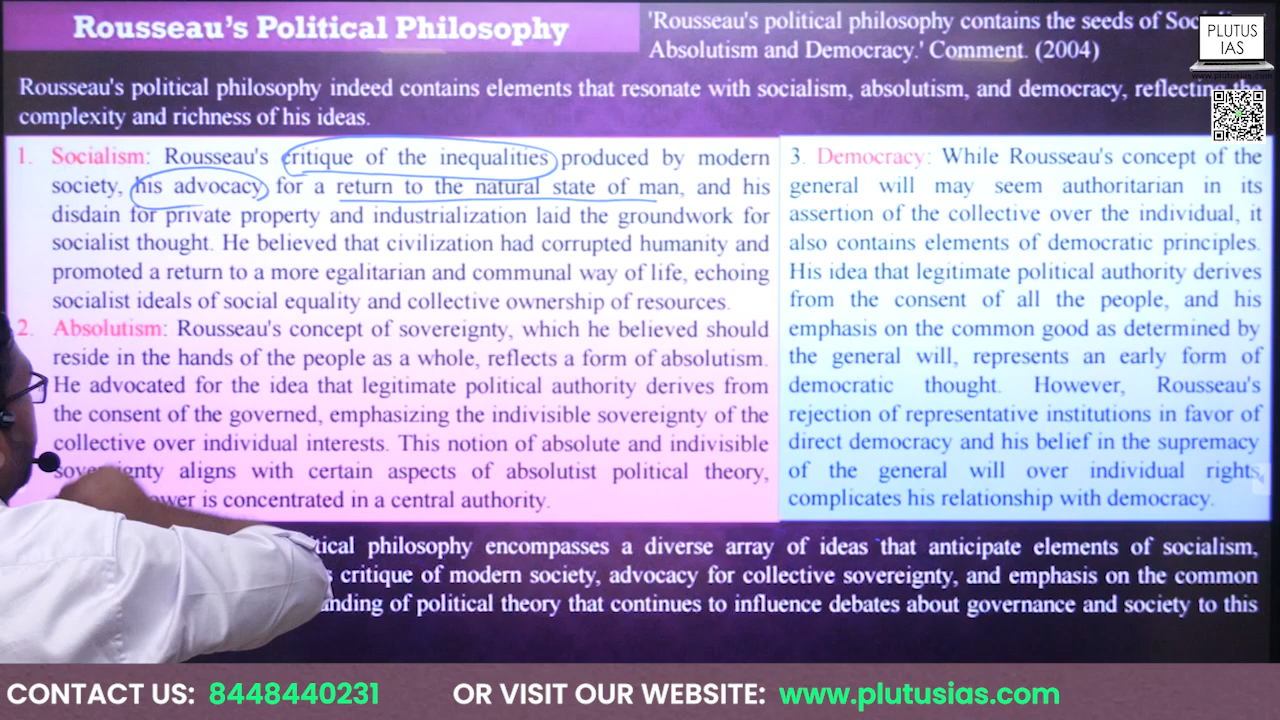 Rousseau's Political Philosophy
'Rousseau's political philosophy contains the seeds of
Absolutism and Democracy.' Comment. (2004)
PLUTUS
IAS
www.plutusias.com
Rousseau's political philosophy indeed contains elements that resonate with socialism, absolutism, and democracy, reflecting the
complexity and richness of his ideas.
1. Socialism: Rousseau's critique of the inequalities produced by modern
society, his advocacy for a return to the natural state of man, and his
disdain for private property and industrialization laid the groundwork for
socialist thought. He believed that civilization had corrupted humanity and
promoted a return to a more egalitarian and communal way of life, echoing
socialist ideals of social equality and collective ownership of resources.
2. Absolutism: Rousseau's concept of sovereignty, which he believed should
reside in the hands of the people as a whole, reflects a form of absolutism.
He advocated for the idea that legitimate political authority derives from
the consent of the governed, emphasizing the indivisible sovereignty of the
collective over individual interests. This notion of absolute and indivisible
sovereignty aligns with certain aspects of absolutist political theory,
is concentrated in a central authority.
3. Democracy: While Rousseau's concept of the
general will may seem authoritarian in its
assertion of the collective over the individual, it
also contains elements of democratic principles.
His idea that legitimate political authority derives
from the consent of all the people, and his
emphasis on the common good as determined by
the general will, represents an early form of
democratic thought. However, Rousseau's
rejection of representative institutions in favor of
direct democracy and his belief in the supremacy
of the general will over individual rights,
complicates his relationship with democracy.
philosophy encompasses a diverse array of ideas that anticipate elements of socialism,
critique of modern society, advocacy for collective sovereignty, and emphasis on the common
of political theory that continues to influence debates about governance and society to this
CONTACT US: 8448440231 OR VISIT OUR WEBSITE: www.plutusias.com